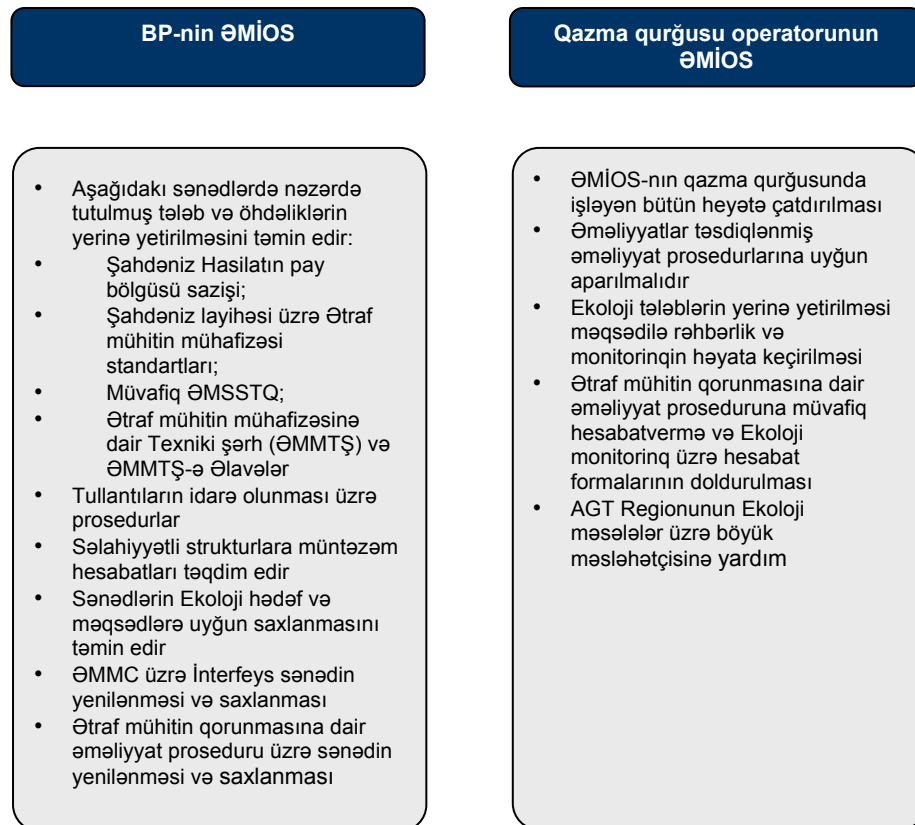 BP-nin ƏMİOS
Qazma qurğusu operatorunun
ƏMİOS
• Aşağıdakı sənədlərdə nəzərdə
tutulmuş tələb və öhdəliklərin
yerinə yetirilməsini təmin edir:
• Şahdəniz Hasilatın pay
bölgüsü sazişi;
• Şahdəniz layihəsi üzrə Ətraf
mühitin mühafizəsi
standartları;
• Müvafiq ƏMSSTQ;
• Ətraf mühitin mühafizəsinə
dair Texniki şərh (ƏMMTŞ) və
ƏMMTŞ-ə Əlavələr
• Tullantıların idarə olunması üzrə
prosedurlar
• Səlahiyyətli strukturlara müntəzəm
hesabatları təqdim edir
• Sənədlərin Ekoloji hədəf və
məqsədlərə uyğun saxlanmasını
təmin edir
• ƏMMC üzrə İnterfeys sənədin
yenilənməsi və saxlanması
• Ətraf mühitin qorunmasına dair
əməliyyat proseduru üzrə sənədin
yenilənməsi və saxlanması
• ƏMİOS-nın qazma qurğusunda
işləyən bütün heyətə çatdırılması
• Əməliyyatlar təsdiqlənmiş
əməliyyat prosedurlarına uyğun
aparılmalıdır
• Ekoloji tələblərin yerinə yetirilməsi
məqsədilə rəhbərlik və
monitorinqin həyata keçirilməsi
• Ətraf mühitin qorunmasına dair
əməliyyat proseduruna müvafiq
hesabatvermə və Ekoloji
monitorinq üzrə hesabat
formalarının doldurulması
• AGT Regionunun Ekoloji
məsələlər üzrə böyük
məsləhətçisinə yardım